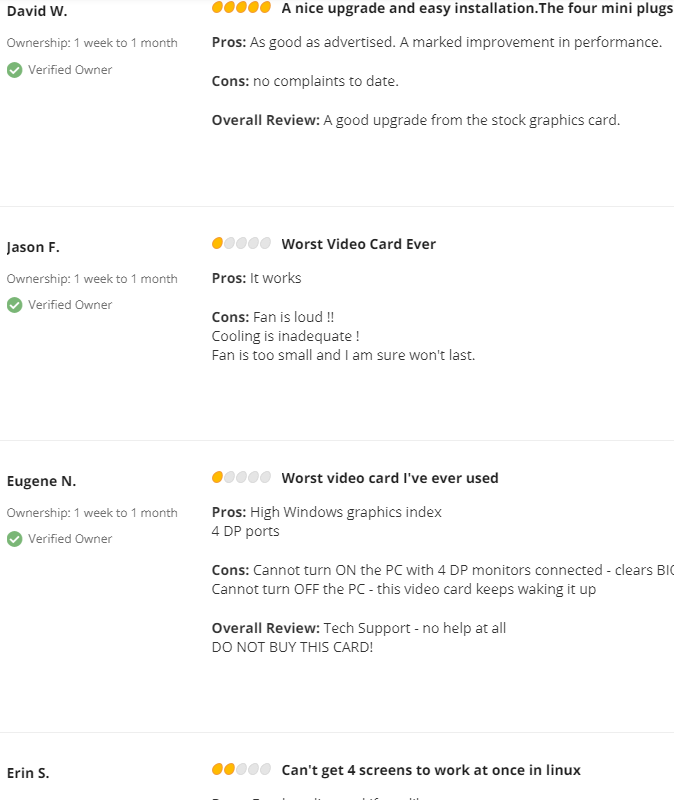 David W.
A nice upgrade and easy installation.The four mini plugs
Ownership: 1 week to 1 month
Verified Owner
Pros: As good as advertised. A marked improvement in performance.
Cons: no complaints to date.
Overall Review: A good upgrade from the stock graphics card.
Jason F.
Worst Video Card Ever
Ownership: 1 week to 1 month
Verified Owner
Pros: It works
Cons: Fan is loud !!
Cooling is inadequate !
Fan is too small and I am sure won't last.
Eugene N.
Worst video card I've ever used
Ownership: 1 week to 1 month
Verified Owner
Pros: High Windows graphics index
4 DP ports
Cons: Cannot turn ON the PC with 4 DP monitors connected - clears
Cannot turn OFF the PC - this video card keeps waking it up
Overall Review: Tech Support - no help at all
DO NOT BUY THIS CARD!
Erin S.
Can't get 4 screens to work at once in linux